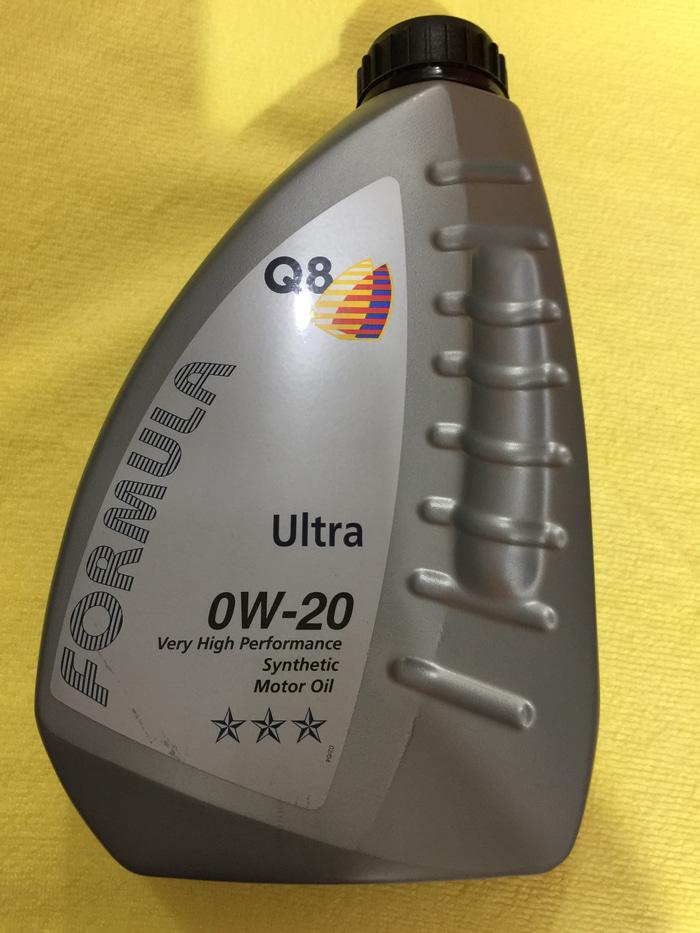 Q8
FORMULA
Ultra
0W-20
Very High Performance
Synthetic
Motor Oil